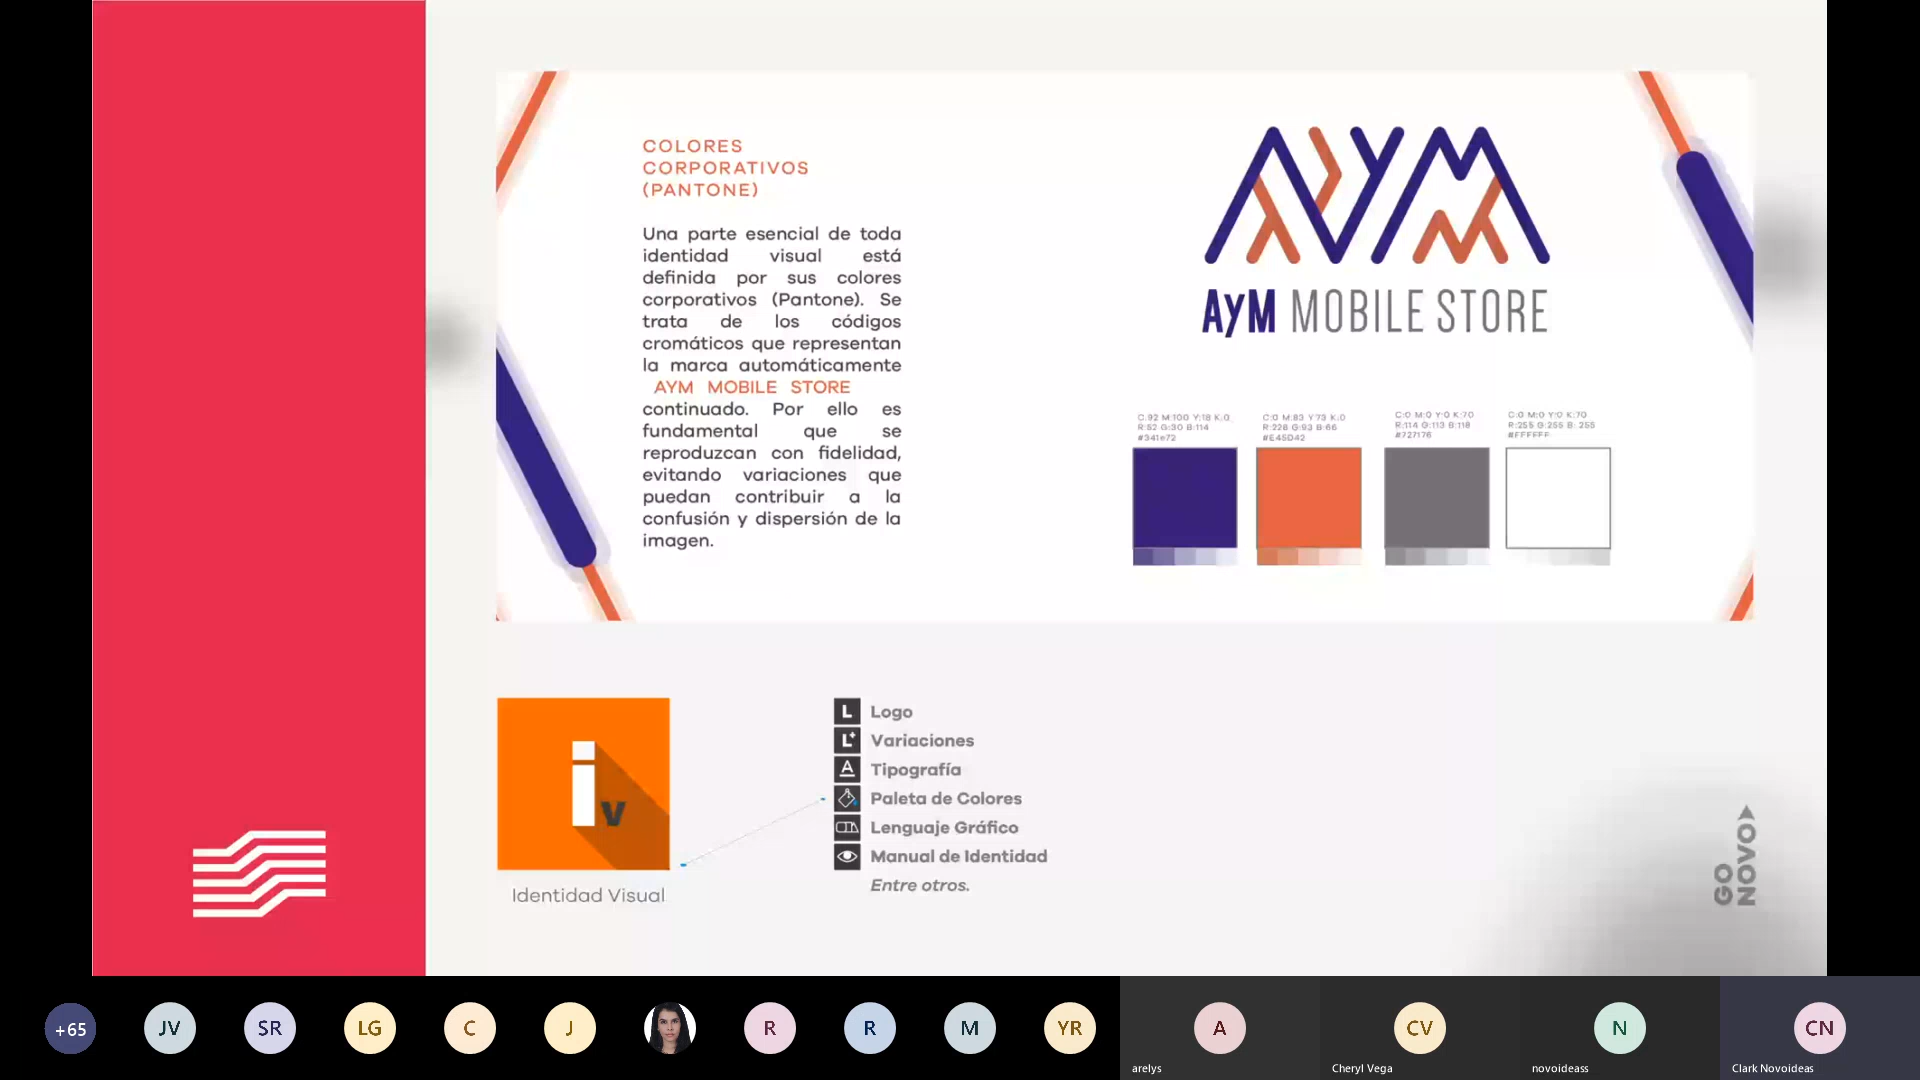 COLORES
CORPORATIVOS
(PANTONE)
Una parte esencial de toda
identidad visual está
definida por sus colores
corporativos (Pantone). Se
trata de los códigos
cromáticos que representan
la marca automáticamente
AYM MOBILE STORE
continuado. Por ello es
fundamental que se
reproduzcan con fidelidad,
evitando variaciones que
puedan contribuir a la
confusión y dispersión de la
imagen.
AYM
AyM MOBILE STORE
C:92 M:100 Y:18 K:0
R:52 G:30 B:114
#341e72
C:0 M:83 Y:73 K:0
R:228 G:93 B:66
#E45D42
C:0 M:0 Y:0 K:70
R:114 G:113 B:118
#727176
C:0 M:0 Y:0 K:70
R:255 G:255 B: 255
#FFFFFF
iv
Identidad Visual
L Logo
L+ Variaciones
A Tipografía
Paleta de Colores
Lenguaje Gráfico
Manual de Identidad
Entre otros.
GO
NOVO
+65
JV
SR
LG
C
J
R
R
M
YR
A
arelys
CV
Cheryl Vega
N
novoideass
CN
Clark Novoideas